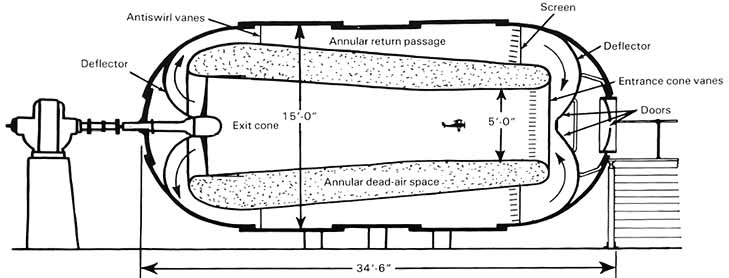 Antiswirl vanes
Screen
Annular return passage
Deflector
Deflector
Entrance cone vanes
Doors
15'-0"
5'-0"
Exit cone
Annular dead-air space
34'-6"